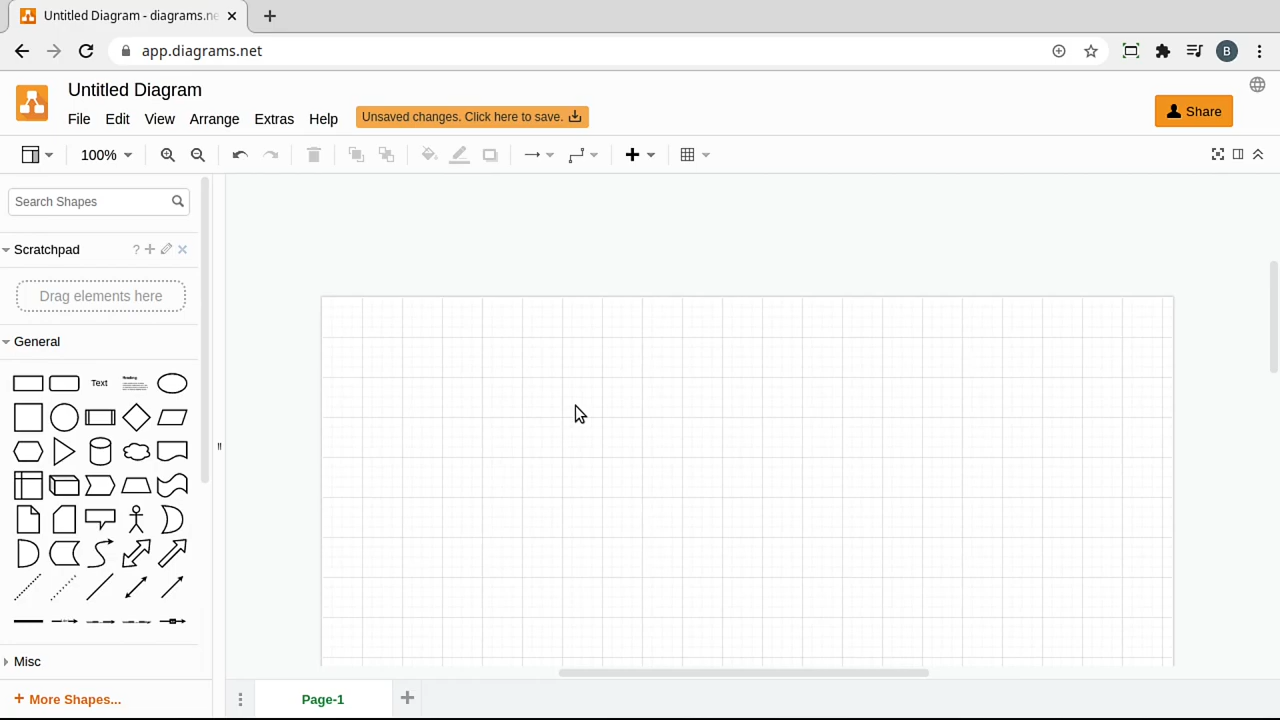 Untitled Diagram - diagrams.ne
app.diagrams.net
B
Untitled Diagram
File Edit View Arrange Extras Help
Unsaved changes. Click here to save.
Share
100%
Search Shapes
Scratchpad ?
Drag elements here
General
Text
Heading
Misc
+ More Shapes...
Page-1